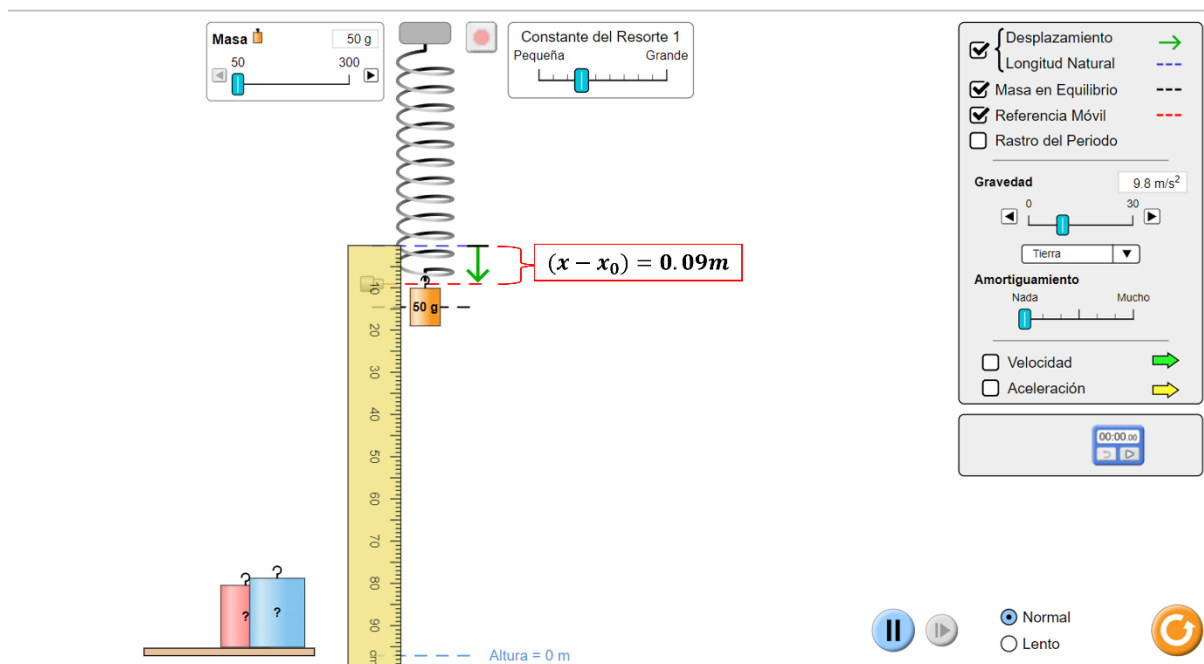 Masa 50 g
50 300
Constante del Resorte 1
Pequeña Grande
(x − x₀) = 0.09m
50 g
10
20
30
40
50
60
70
80
90
cm
? ?
Altura = 0 m
Desplazamiento
Longitud Natural
Masa en Equilibrio
Referencia Móvil
Rastro del Periodo
Gravedad 9.8 m/s²
0 30
Tierra
Amortiguamiento
Nada Mucho
Velocidad
Aceleración
00:00.00
Normal
Lento